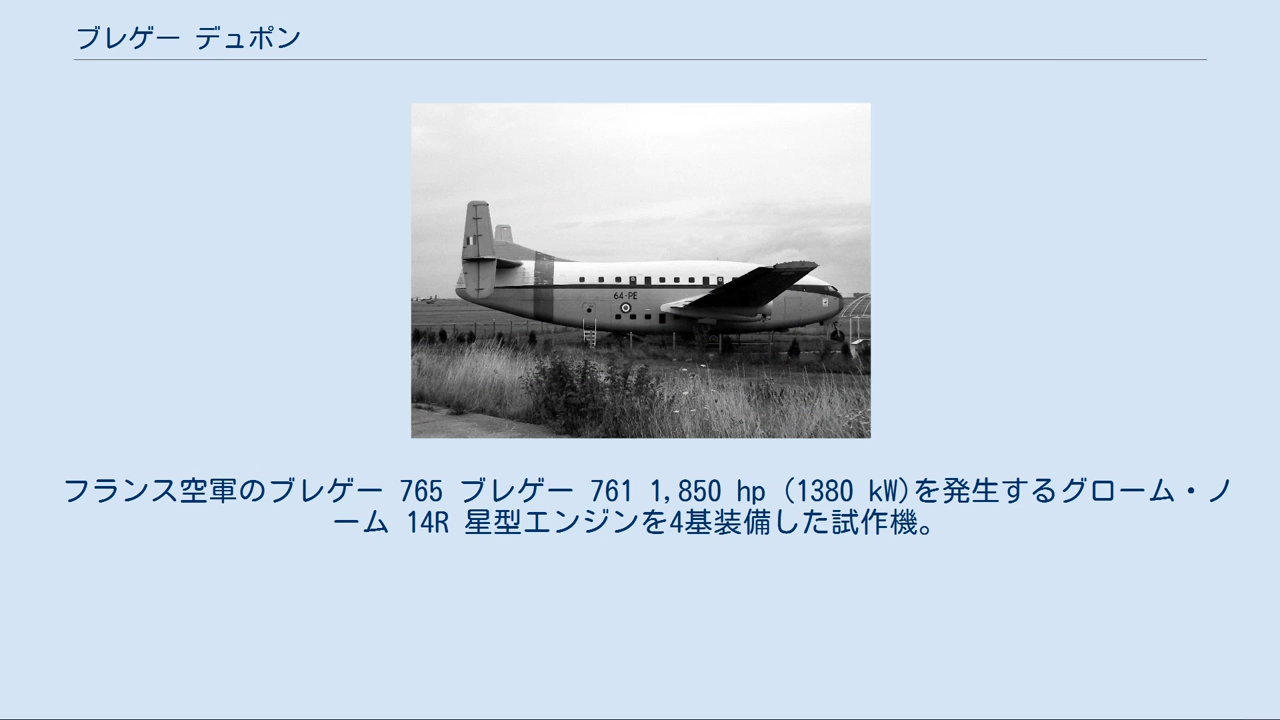 ブレゲー デュポン
64-PE
フランス空軍のブレゲー 765 ブレゲー 761 1,850 hp (1380 kW)を発生するグローム・ノ
ーム 14R 星型エンジンを4基装備した試作機。